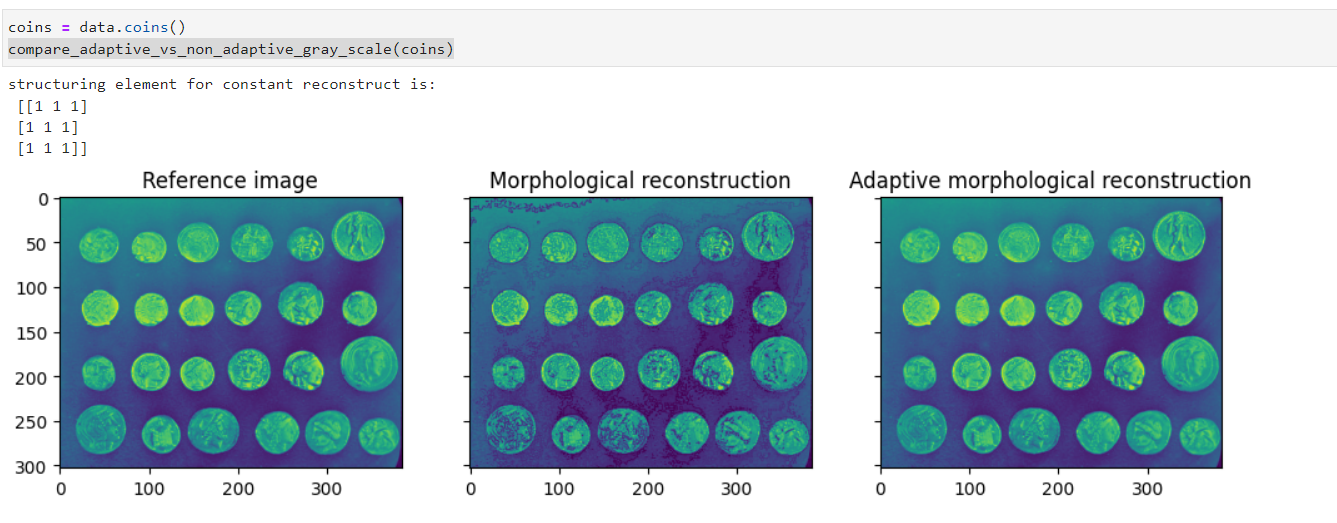 coins = data.coins()
compare_adaptive_vs_non_adaptive_gray_scale(coins)
structuring element for constant reconstruct is:
[[1 1 1]
[1 1 1]
[1 1 1]]
Reference image
Morphological reconstruction
Adaptive morphological reconstruction
0
50
100
150
200
250
300
0 100 200 300
0 100 200 300
0 100 200 300